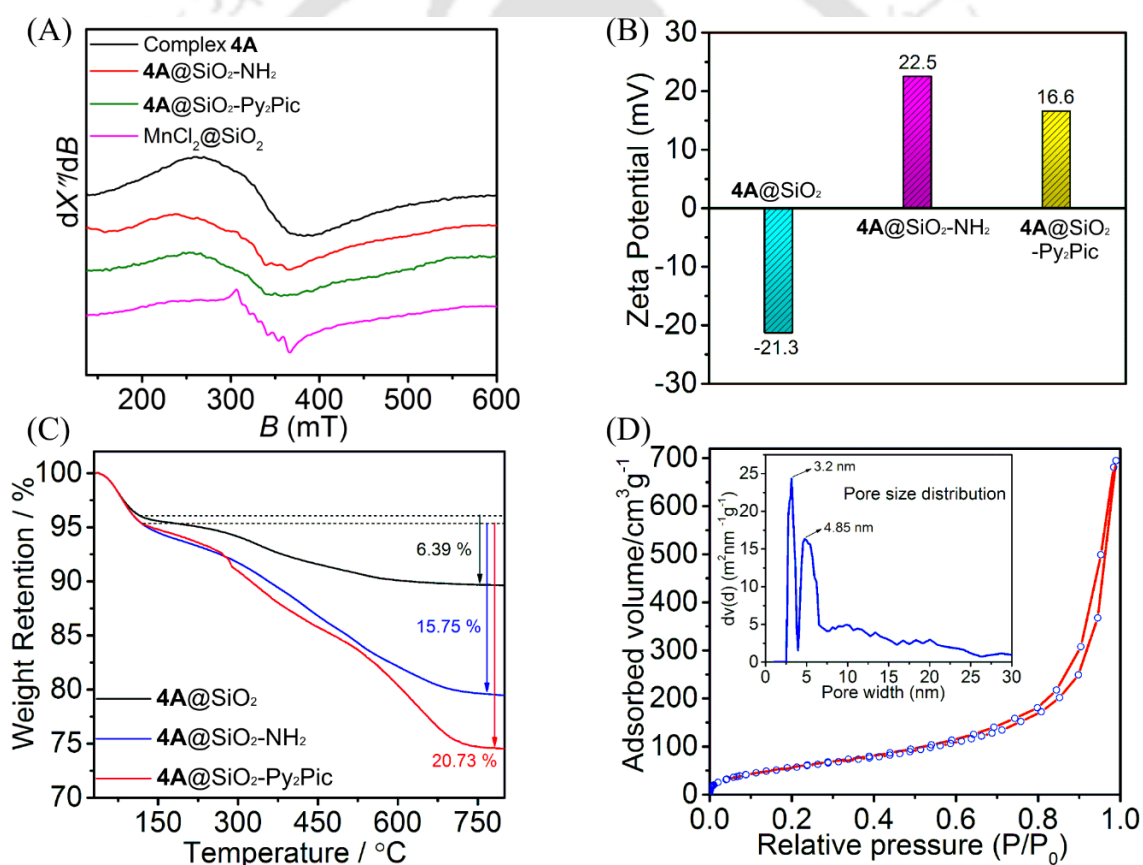 (A)
Complex 4A
4A@SiO₂-NH₂
4A@SiO₂-Py₂Pic
MnCl₂@SiO₂
dX″/dB
200 300 400 500 600
B (mT)
(B)
30
20
10
0
-10
-20
-30
Zeta Potential (mV)
22.5
16.6
4A@SiO₂
4A@SiO₂-NH₂
4A@SiO₂
-Py₂Pic
-21.3
(C)
100
95
90
85
80
75
70
Weight Retention / %
6.39 %
15.75 %
20.73 %
4A@SiO₂
4A@SiO₂-NH₂
4A@SiO₂-Py₂Pic
150 300 450 600 750
Temperature / °C
(D)
700
600
500
400
300
200
100
0
Adsorbed volume/cm³g⁻¹
0.0 0.2 0.4 0.6 0.8 1.0
Relative pressure (P/P₀)
25.0
20.0
15.0
10.0
5.0
0.0
dv(d) (m²nm⁻¹g⁻¹)
3.2 nm
Pore size distribution
4.85 nm
0 5 10 15 20 25 30
Pore width (nm)